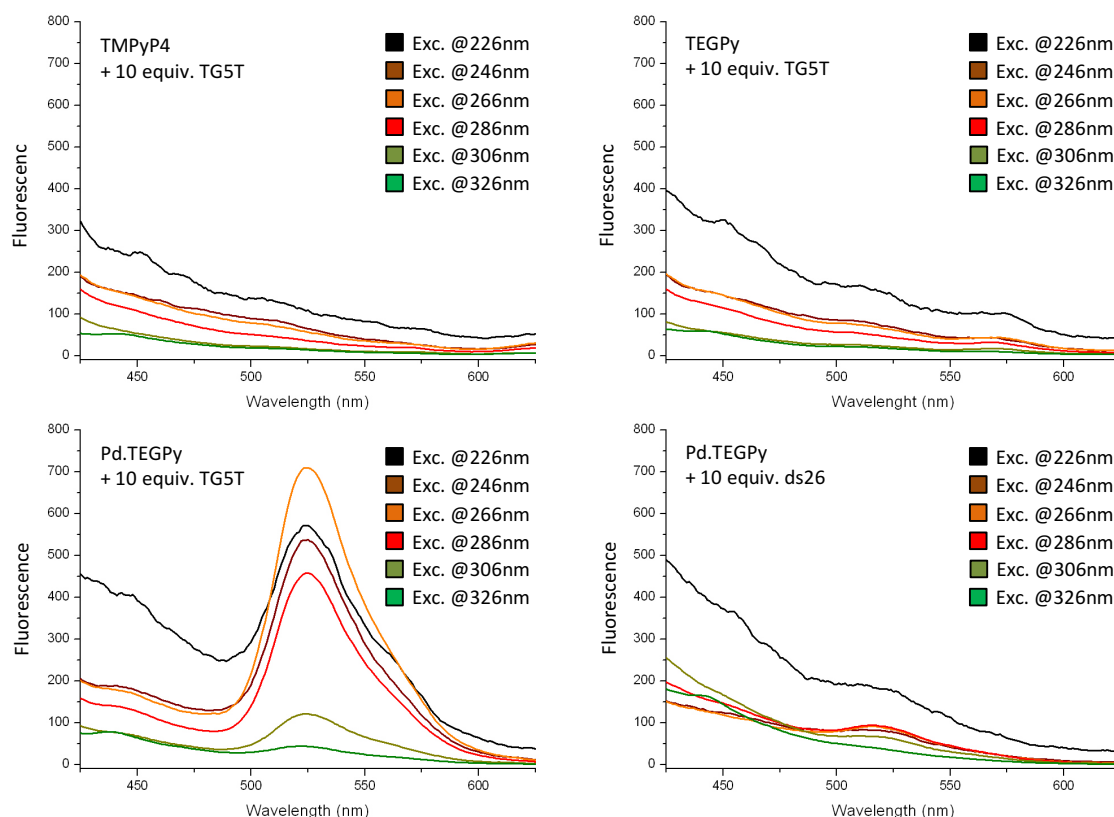 800
700
600
500
400
300
200
100
0
Fluorescenc
TMPyP4
+ 10 equiv. TG5T
Exc. @226nm
Exc. @246nm
Exc. @266nm
Exc. @286nm
Exc. @306nm
Exc. @326nm
450
500
550
600
Wavelength (nm)
800
700
600
500
400
300
200
100
0
Fluorescenc
TEGPy
+ 10 equiv. TG5T
Exc. @226nm
Exc. @246nm
Exc. @266nm
Exc. @286nm
Exc. @306nm
Exc. @326nm
450
500
550
600
Wavelenght (nm)
800
700
600
500
400
300
200
100
0
Fluorescence
Pd.TEGPy
+ 10 equiv. TG5T
Exc. @226nm
Exc. @246nm
Exc. @266nm
Exc. @286nm
Exc. @306nm
Exc. @326nm
450
500
550
600
Wavelength (nm)
800
700
600
500
400
300
200
100
0
Fluorescence
Pd.TEGPy
+ 10 equiv. ds26
Exc. @226nm
Exc. @246nm
Exc. @266nm
Exc. @286nm
Exc. @306nm
Exc. @326nm
450
500
550
600
Wavelength (nm)